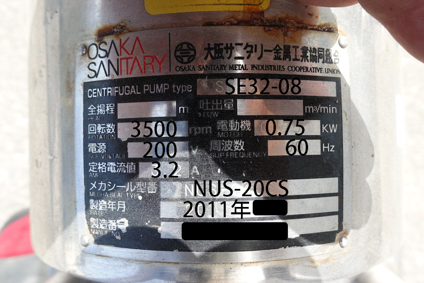 OSAKA SANITARY 大阪サニタリー金属工業協同組合
OSAKA SANITARY METAL INDUSTRIES COOPERATIVE UNION
CENTRIFUGAL PUMP type SSE32-08
全揚程 m 吐出量 m³/min
回転数 3500 rpm 電動機 0.75 KW
電源 200 V 周波数 60 Hz
定格電流値 3.2 A
メカシール型番 NUS-20CS
製造年月 2011年
製造番号